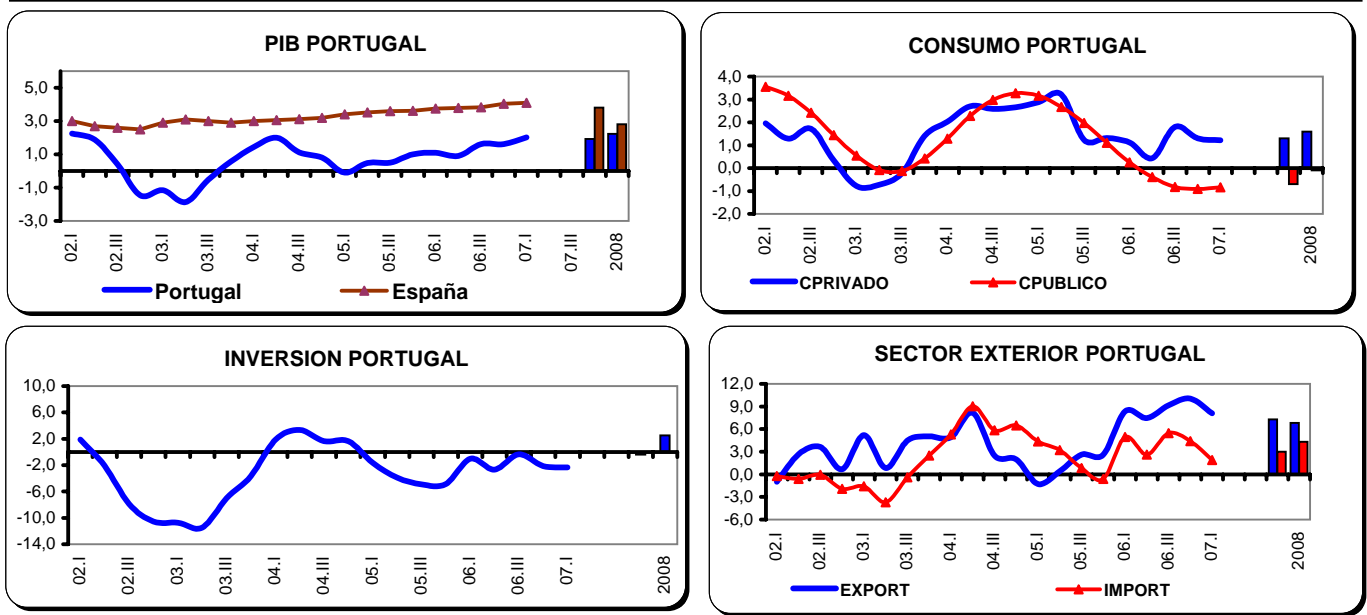 PIB PORTUGAL
5,0
3,0
1,0
-1,0
-3,0
02.I
02.III
03.I
03.III
04.I
04.III
05.I
05.III
06.I
06.III
07.I
07.III
2008
Portugal
España
CONSUMO PORTUGAL
4,0
3,0
2,0
1,0
0,0
-1,0
-2,0
02.I
02.III
03.I
03.III
04.I
04.III
05.I
05.III
06.I
06.III
07.I
2008
CPRIVADO
CPUBLICO
INVERSION PORTUGAL
10,0
6,0
2,0
-2,0
-6,0
-10,0
-14,0
02.I
02.III
03.I
03.III
04.I
04.III
05.I
05.III
06.I
06.III
07.I
2008
SECTOR EXTERIOR PORTUGAL
12,0
9,0
6,0
3,0
0,0
-3,0
-6,0
02.I
02.III
03.I
03.III
04.I
04.III
05.I
05.III
06.I
06.III
07.I
2008
EXPORT
IMPORT